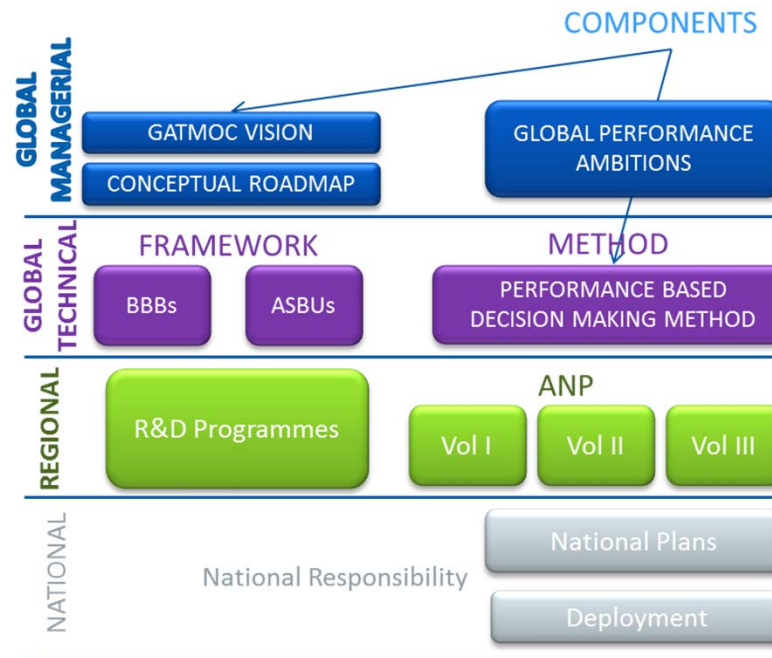 COMPONENTS
GLOBAL
MANAGERIAL
GATMOC VISION
CONCEPTUAL ROADMAP
GLOBAL PERFORMANCE
AMBITIONS
GLOBAL
TECHNICAL
FRAMEWORK
METHOD
BBBs
ASBUs
PERFORMANCE BASED
DECISION MAKING METHOD
REGIONAL
R&D Programmes
ANP
Vol I
Vol II
Vol III
NATIONAL
National Responsibility
National Plans
Deployment